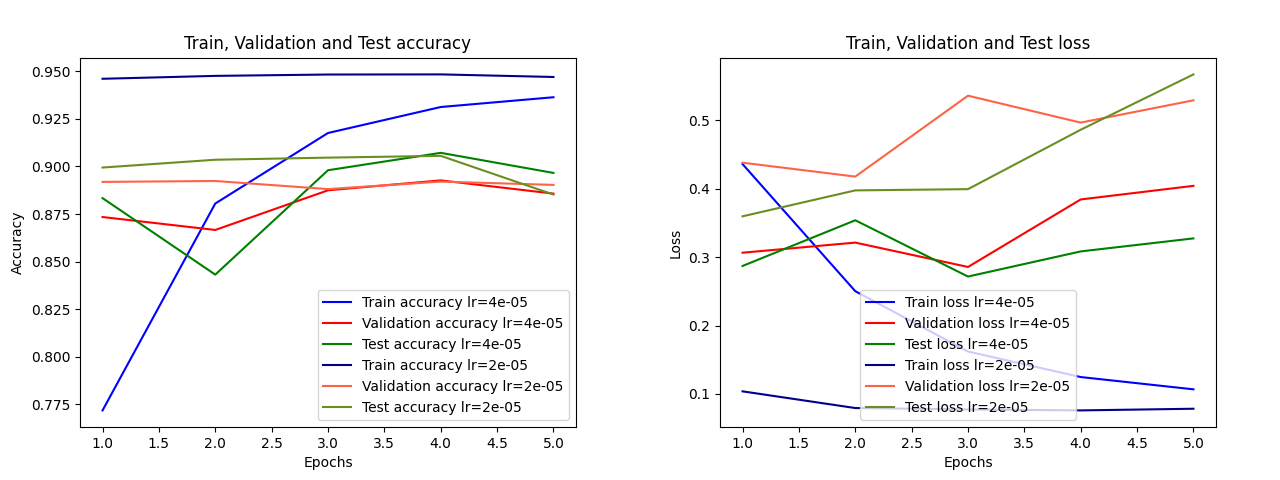 Train, Validation and Test accuracy
Accuracy
0.950
0.925
0.900
0.875
0.850
0.825
0.800
0.775
Train accuracy lr=4e-05
Validation accuracy lr=4e-05
Test accuracy lr=4e-05
Train accuracy lr=2e-05
Validation accuracy lr=2e-05
Test accuracy lr=2e-05
1.0 1.5 2.0 2.5 3.0 3.5 4.0 4.5 5.0
Epochs
Train, Validation and Test loss
Loss
0.5
0.4
0.3
0.2
0.1
Train loss lr=4e-05
Validation loss lr=4e-05
Test loss lr=4e-05
Train loss lr=2e-05
Validation loss lr=2e-05
Test loss lr=2e-05
1.0 1.5 2.0 2.5 3.0 3.5 4.0 4.5 5.0
Epochs